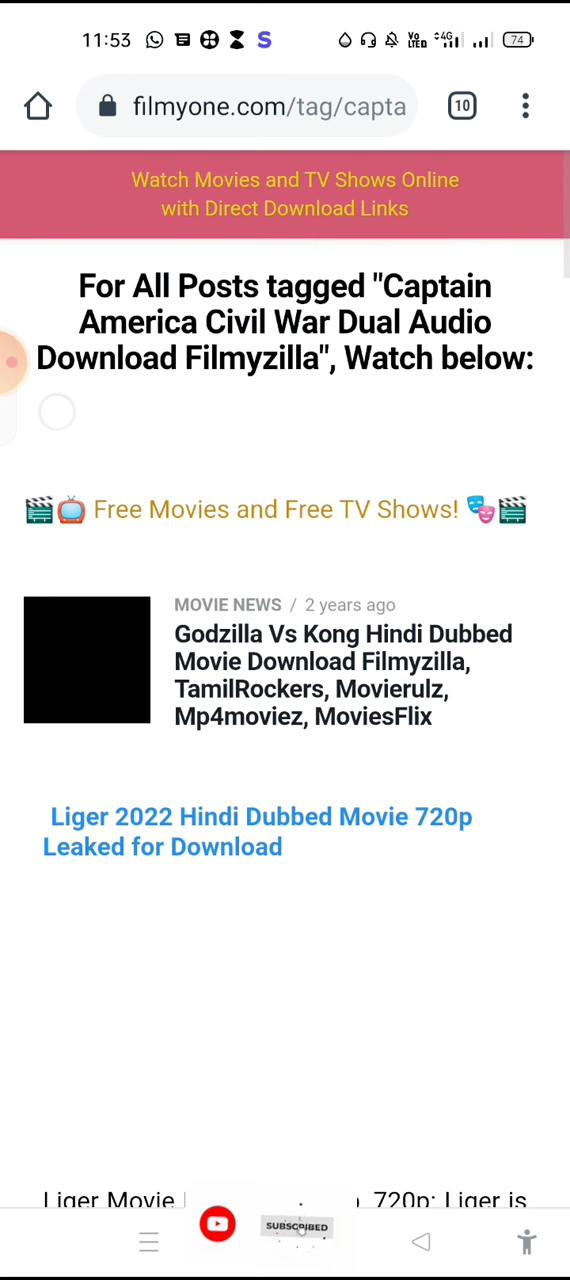 11:53 S Vo LTED 4G 74
filmyone.com/tag/capta 10
Watch Movies and TV Shows Online
with Direct Download Links
For All Posts tagged "Captain
America Civil War Dual Audio
Download Filmyzilla", Watch below:
🎬📺 Free Movies and Free TV Shows! 🎭🎬
MOVIE NEWS / 2 years ago
Godzilla Vs Kong Hindi Dubbed
Movie Download Filmyzilla,
TamilRockers, Movierulz,
Mp4moviez, MoviesFlix
Liger 2022 Hindi Dubbed Movie 720p
Leaked for Download
Liger Movie 720p: Liger is
SUBSCRIBED